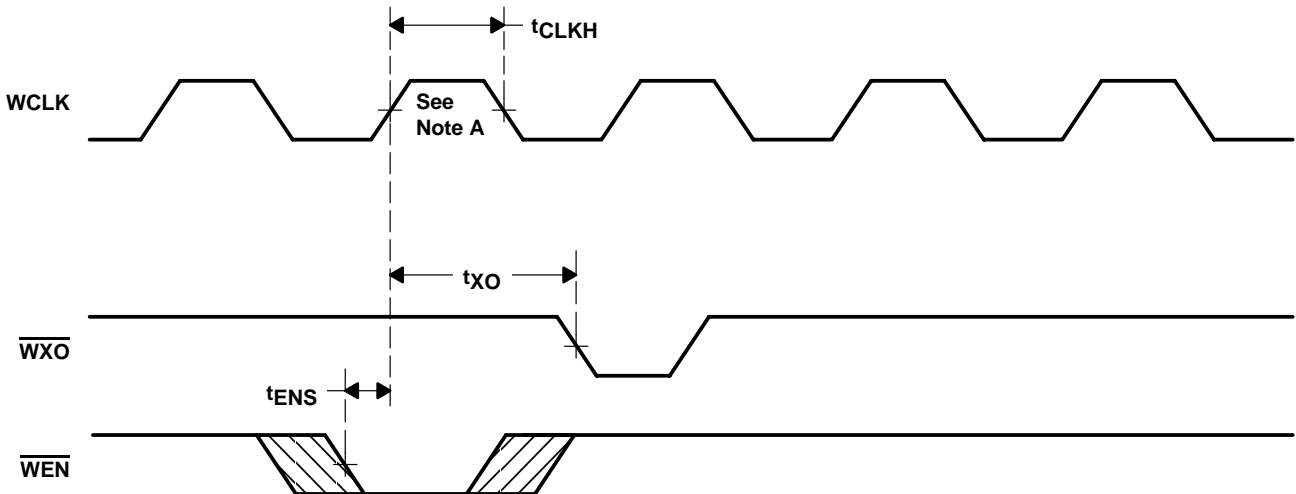 tCLKH
WCLK
See
Note A
tXO
WXO
tENS
WEN